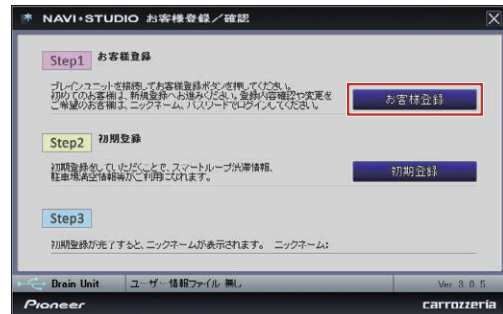 NAVI*STUDIO お客様登録/確認
Step1 お客様登録
ブレインユニットを接続してお客様登録ボタンを押してください。
初めてのお客様は、新規登録へお進みください。登録内容確認や変更を
ご希望のお客様は、ニックネーム、パスワードでログインしてください。
お客様登録
Step2 初期登録
初期登録をしていただくことで、スマートループ渋滞情報、
駐車場満空情報等がご利用になれます。
初期登録
Step3
初期登録が完了すると、ニックネームが表示されます。 ニックネーム:
Brain Unit ユーザー情報ファイル 無し Ver. 3. 0. 5
Pioneer carrozzeria